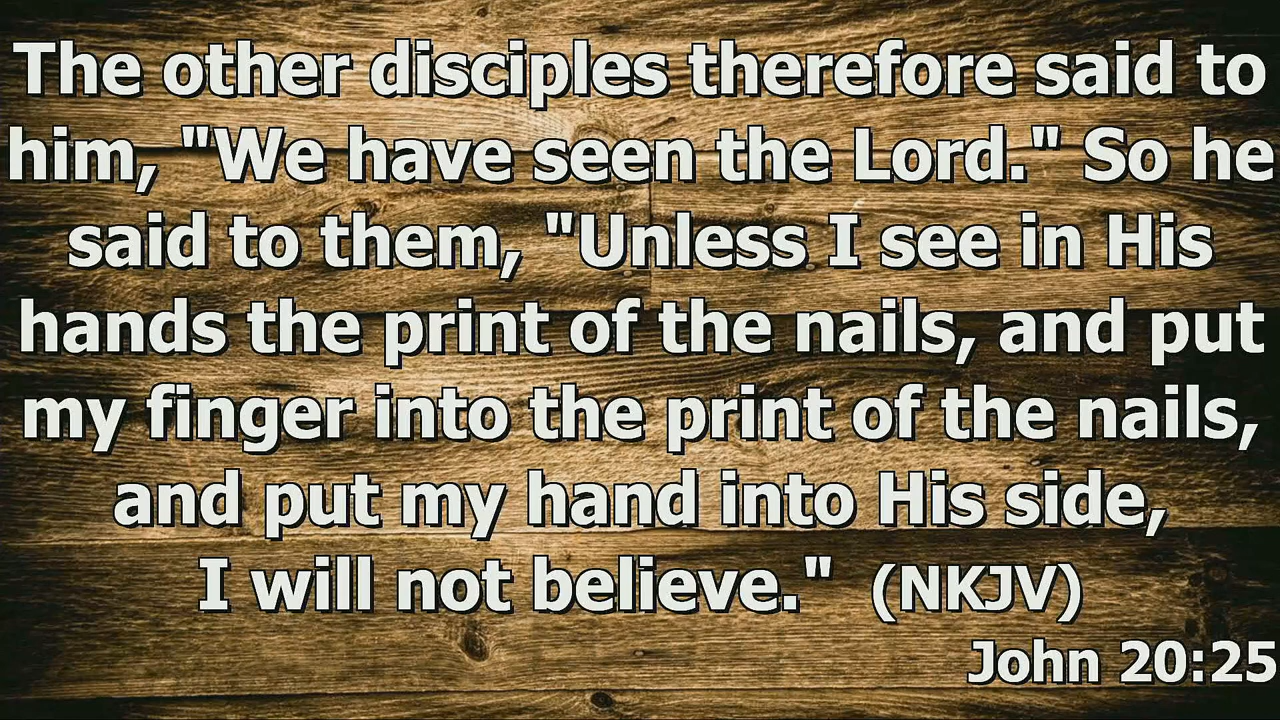 The other disciples therefore said to
him, "We have seen the Lord." So he
said to them, "Unless I see in His
hands the print of the nails, and put
my finger into the print of the nails,
and put my hand into His side,
I will not believe." (NKJV)
John 20:25